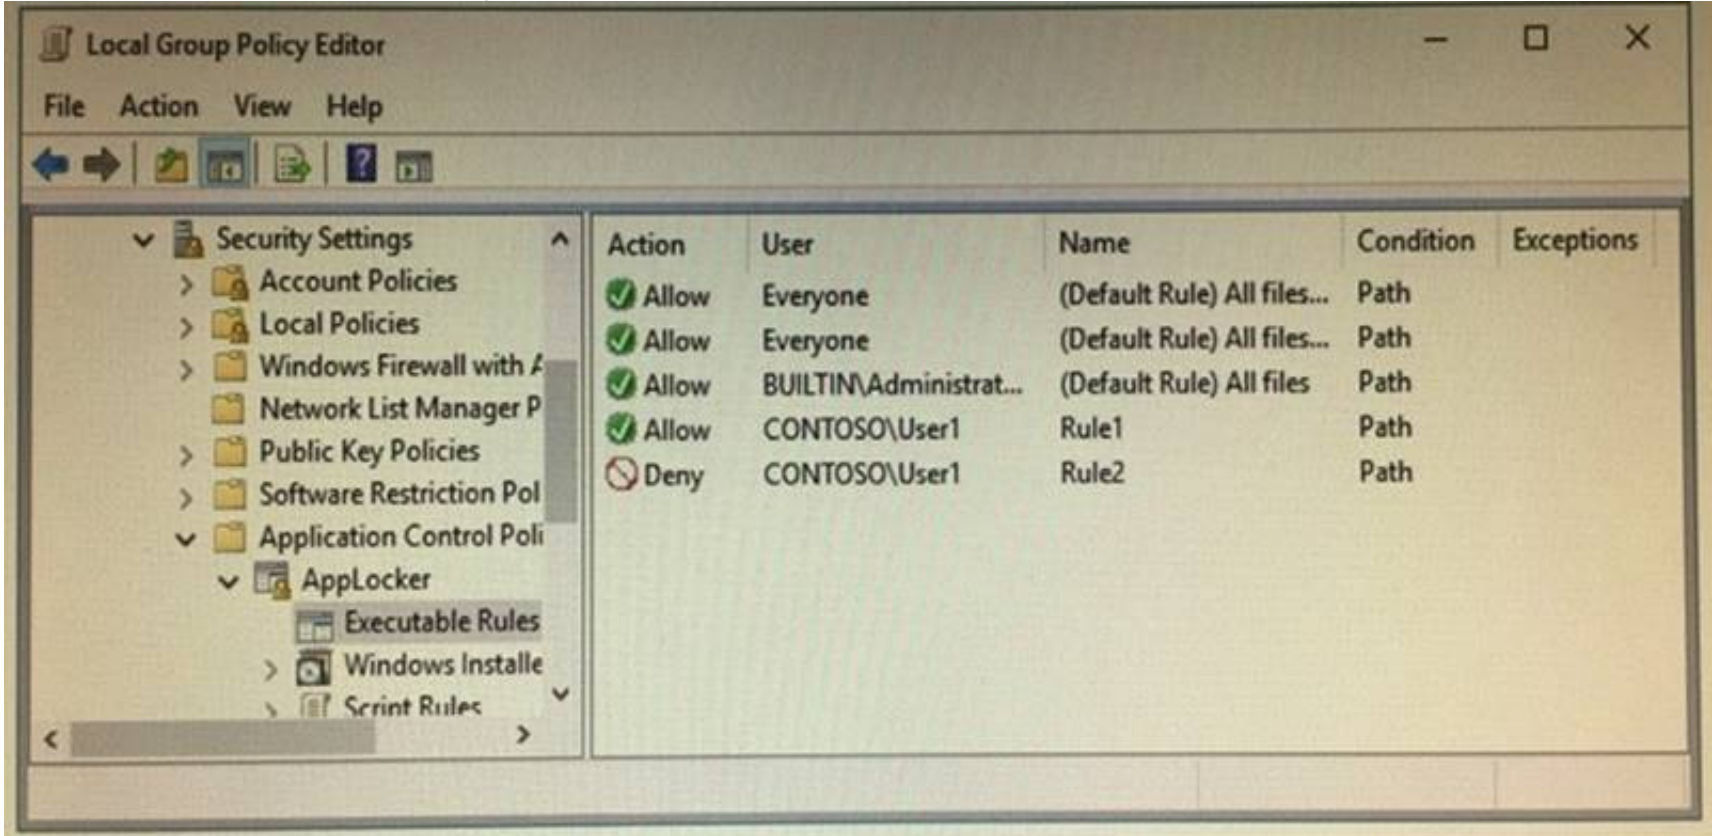 Local Group Policy Editor
File Action View Help
Security Settings
Account Policies
Local Policies
Windows Firewall with A
Network List Manager P
Public Key Policies
Software Restriction Pol
Application Control Poli
AppLocker
Executable Rules
Windows Installe
Script Rules
Action User Name Condition Exceptions
Allow Everyone (Default Rule) All files... Path
Allow Everyone (Default Rule) All files... Path
Allow BUILTIN\Administrat... (Default Rule) All files Path
Allow CONTOSO\User1 Rule1 Path
Deny CONTOSO\User1 Rule2 Path